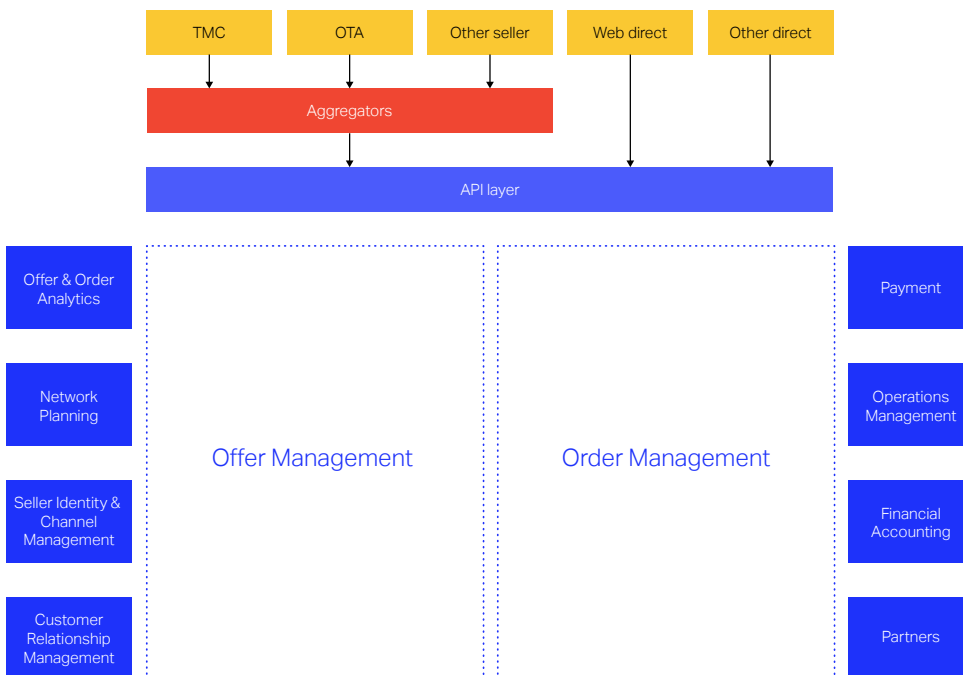 TMC
OTA
Other seller
Web direct
Other direct
Aggregators
API layer
Offer & Order
Analytics
Network
Planning
Seller Identity &
Channel
Management
Customer
Relationship
Management
Offer Management
Order Management
Payment
Operations
Management
Financial
Accounting
Partners